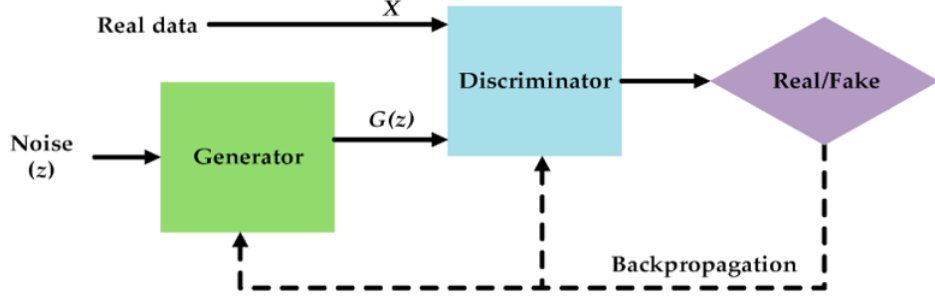 X
Real data
Discriminator
Real/Fake
G(z)
Noise
(z)
Generator
Backpropagation